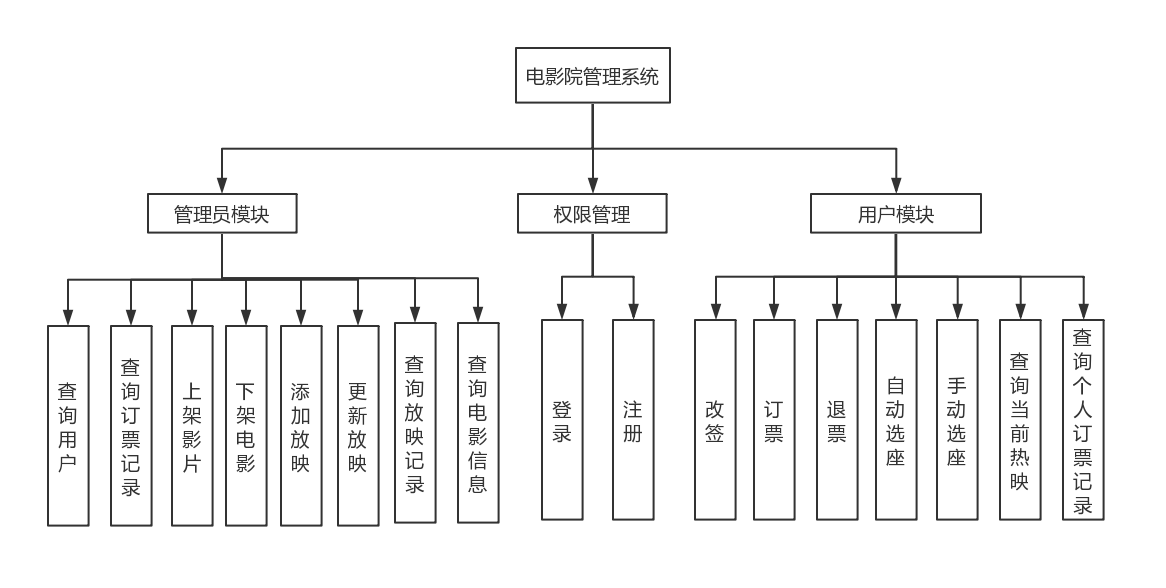 电影院管理系统
管理员模块
权限管理
用户模块
查询用户
查询订票记录
上架影片
下架电影
添加放映
更新放映
查询放映记录
查询电影信息
登录
注册
改签
订票
退票
自动选座
手动选座
查询当前热映
查询个人订票记录